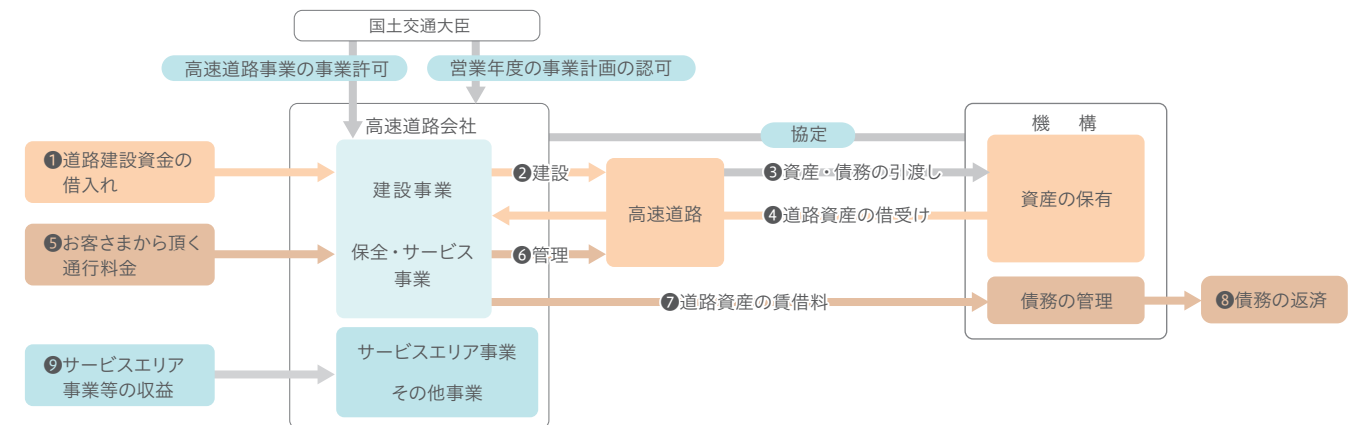 国土交通大臣
高速道路事業の事業許可
営業年度の事業計画の認可
高速道路会社
協定
機 構
❶道路建設資金の
借入れ
建設事業
❷建設
高速道路
❸資産・債務の引渡し
資産の保有
❹道路資産の借受け
❺お客さまから頂く
通行料金
保全・サービス
事業
❻管理
❼道路資産の賃借料
債務の管理
❽債務の返済
❾サービスエリア
事業等の収益
サービスエリア事業
その他事業